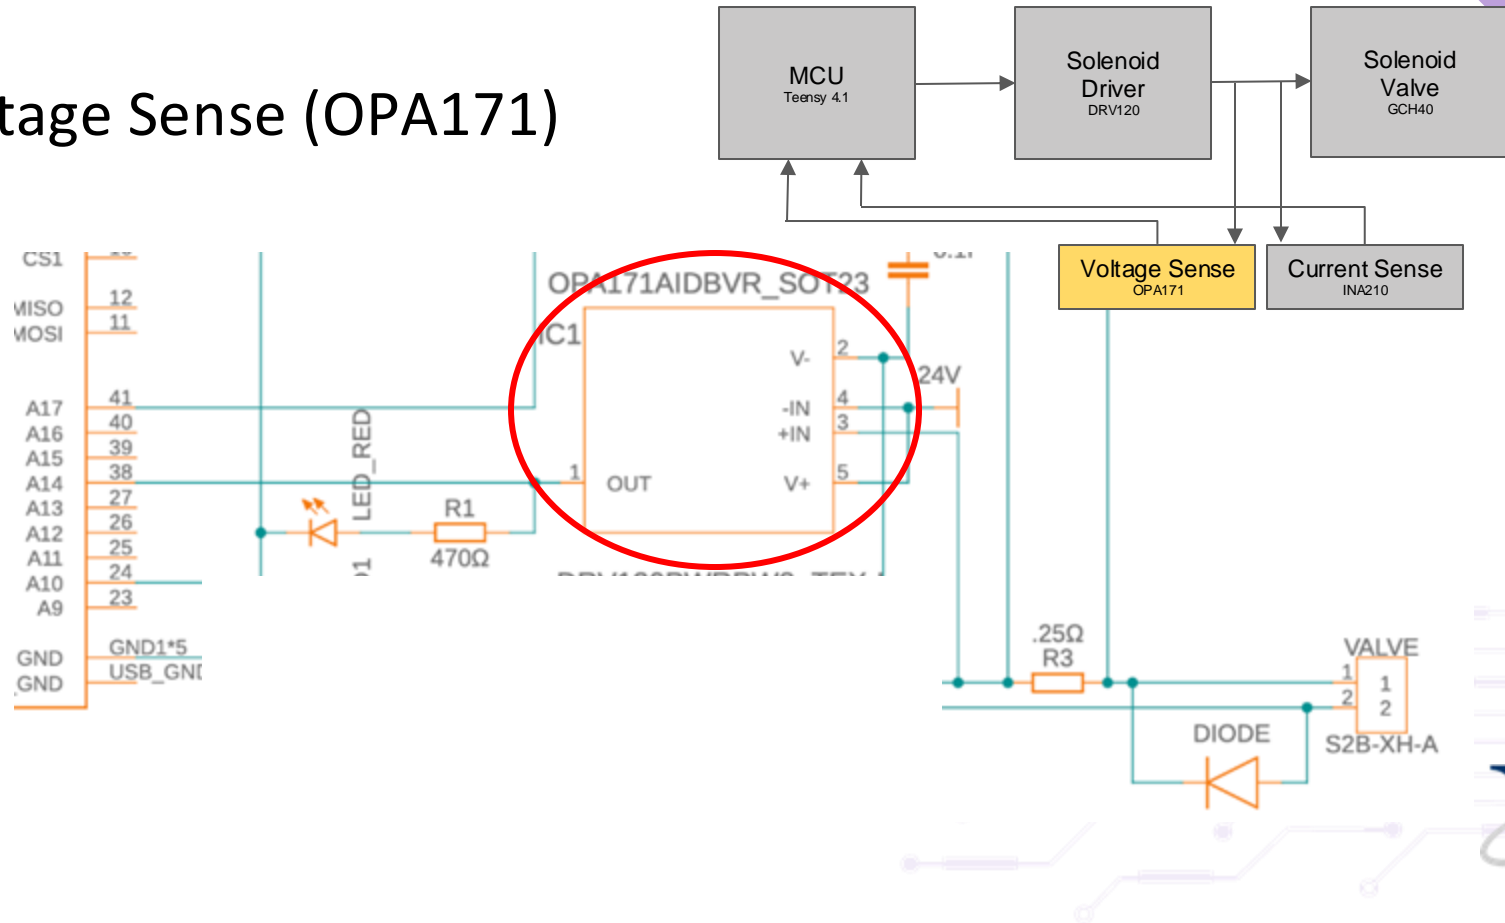 tage Sense (OPA171)
MCU
Teensy 4.1
Solenoid
Driver
DRV120
Solenoid
Valve
GCH40
Voltage Sense
OPA171
Current Sense
INA210
CS1
MISO
12
MOSI
11
A17
41
A16
40
A15
39
A14
38
A13
27
A12
26
A11
25
A10
24
A9
23
GND
GND1*5
GND
USB_GND
LED_RED
R1
470Ω
OPA171AIDBVR_SOT23
IC1
V-
2
-IN
4
+IN
3
V+
5
1
OUT
24V
.25Ω
R3
DIODE
VALVE
1
1
2
2
S2B-XH-A